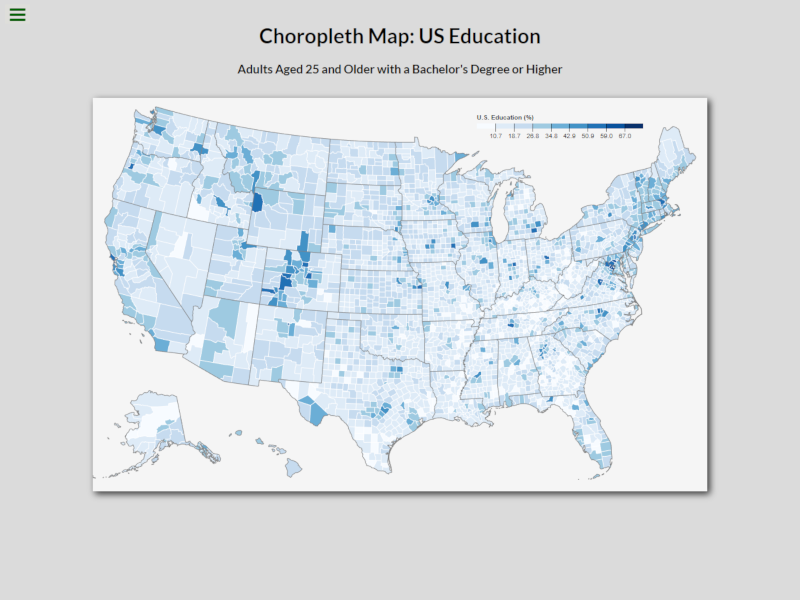 Choropleth Map: US Education
Adults Aged 25 and Older with a Bachelor's Degree or Higher
U.S. Education (%)
10.7 18.7 26.8 34.8 42.9 50.9 59.0 67.0